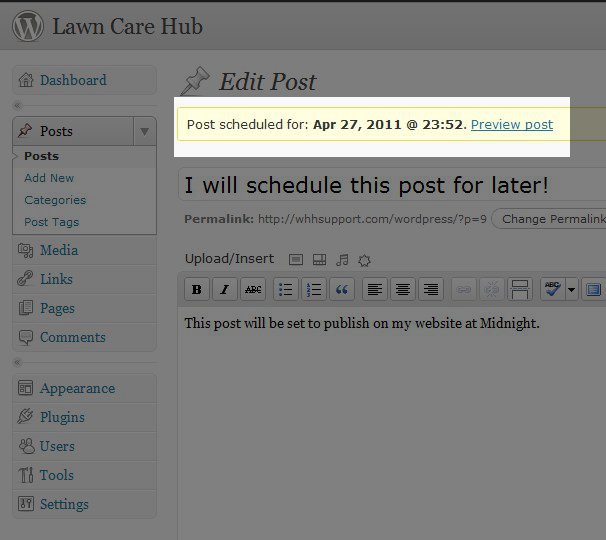 Lawn Care Hub
Dashboard
Posts
Posts
Add New
Categories
Post Tags
Media
Links
Pages
Comments
Appearance
Plugins
Users
Tools
Settings
Edit Post
Post scheduled for: Apr 27, 2011 @ 23:52. Preview post
I will schedule this post for later!
Permalink: http://whhsupport.com/wordpress/?p=9 Change Permalink
Upload/Insert
B I ABC ABC
This post will be set to publish on my website at Midnight.